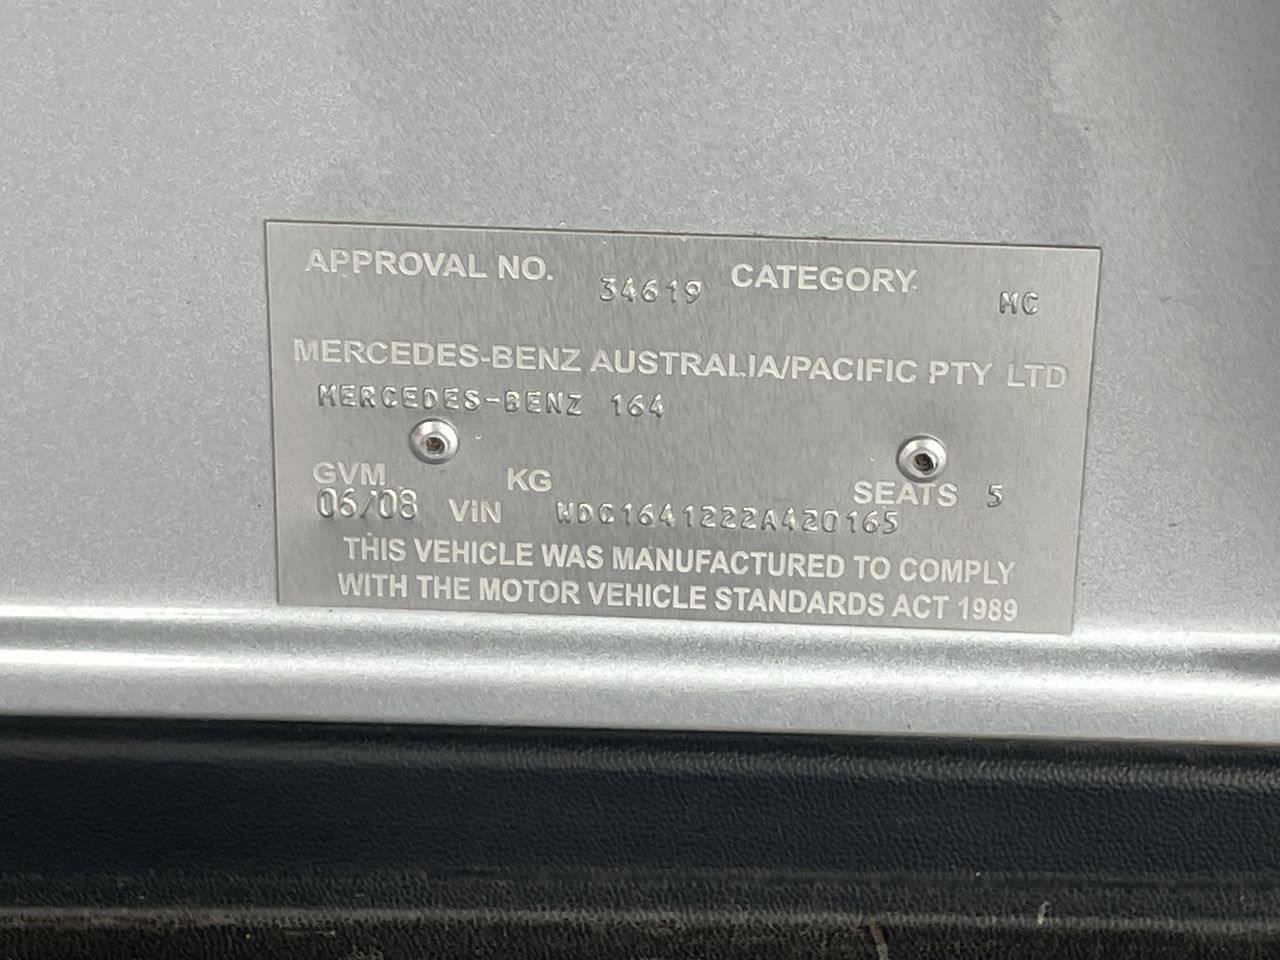 APPROVAL NO. 34619 CATEGORY MC
MERCEDES-BENZ AUSTRALIA/PACIFIC PTY LTD
MERCEDES-BENZ 164
GVM KG SEATS 5
06/08 VIN WDC1641222A420165
THIS VEHICLE WAS MANUFACTURED TO COMPLY
WITH THE MOTOR VEHICLE STANDARDS ACT 1989